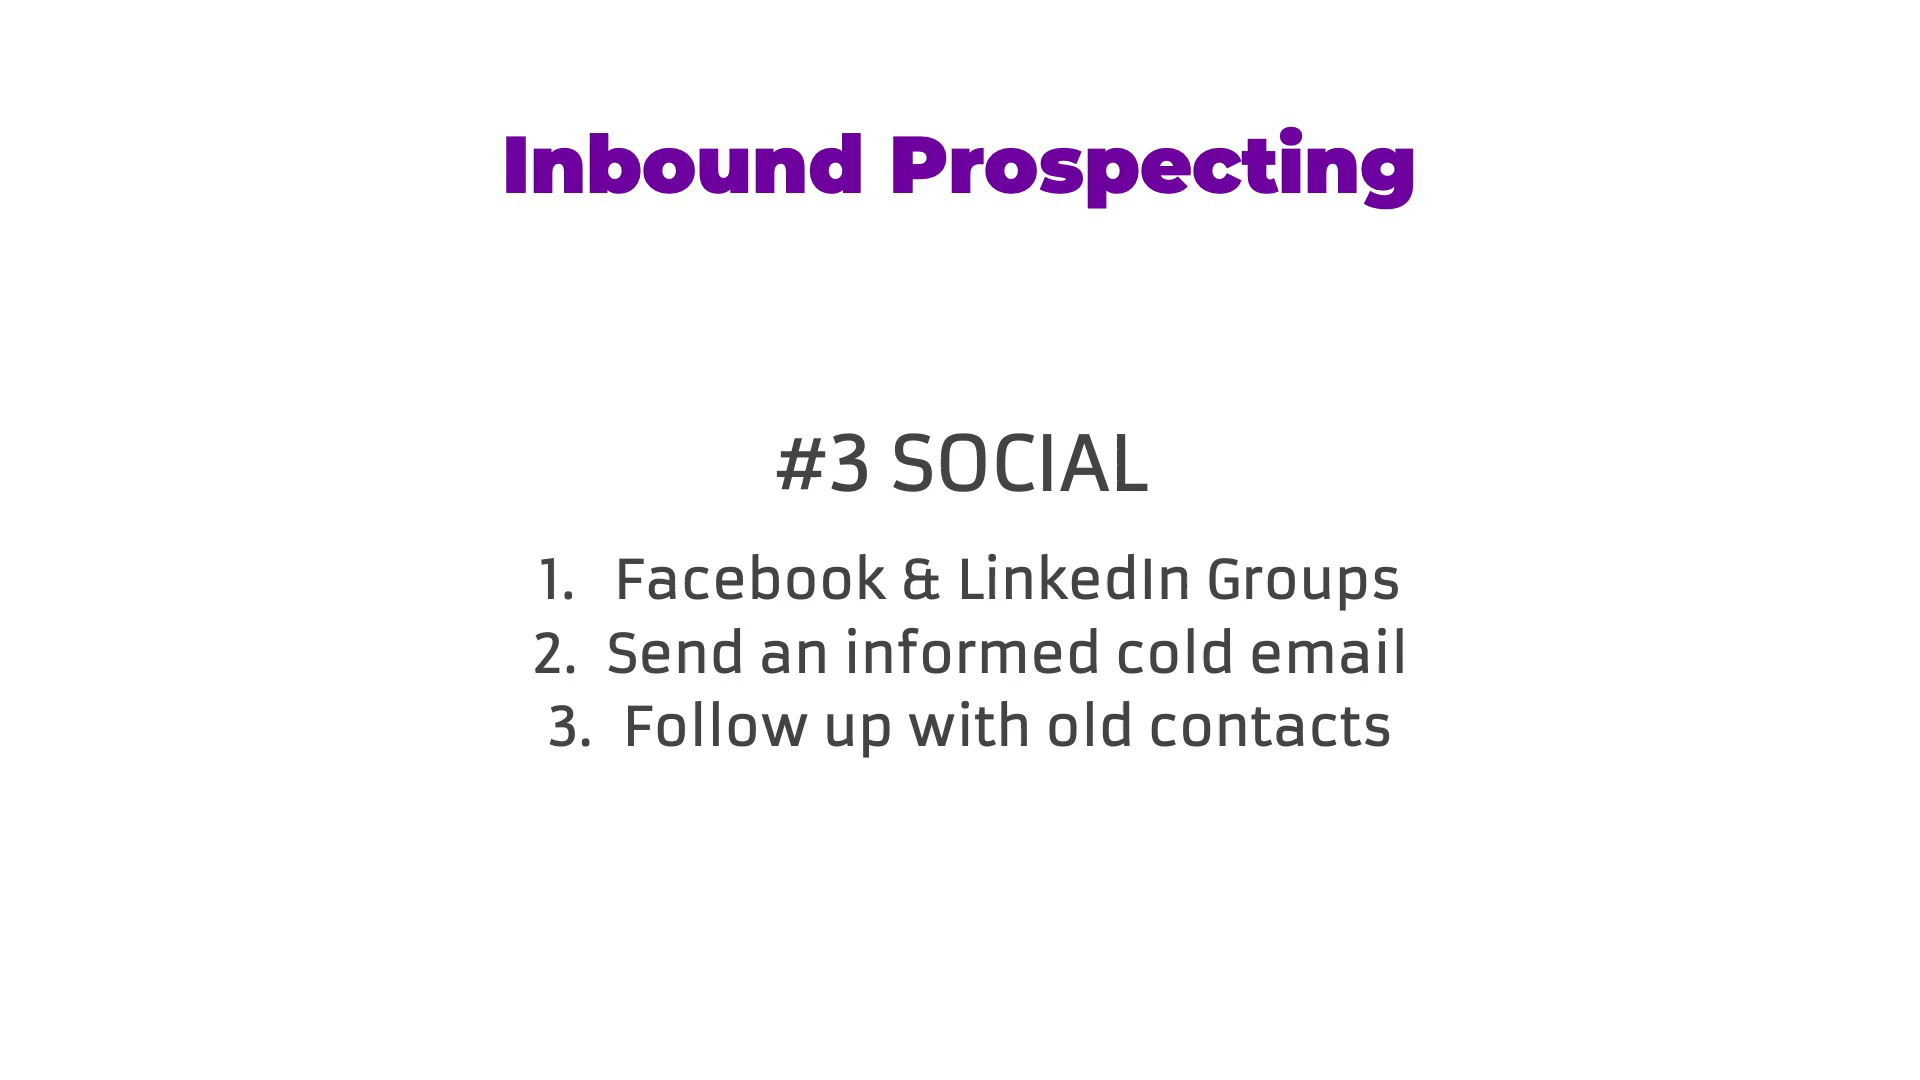 Inbound Prospecting
#3 SOCIAL
1. Facebook & LinkedIn Groups
2. Send an informed cold email
3. Follow up with old contacts